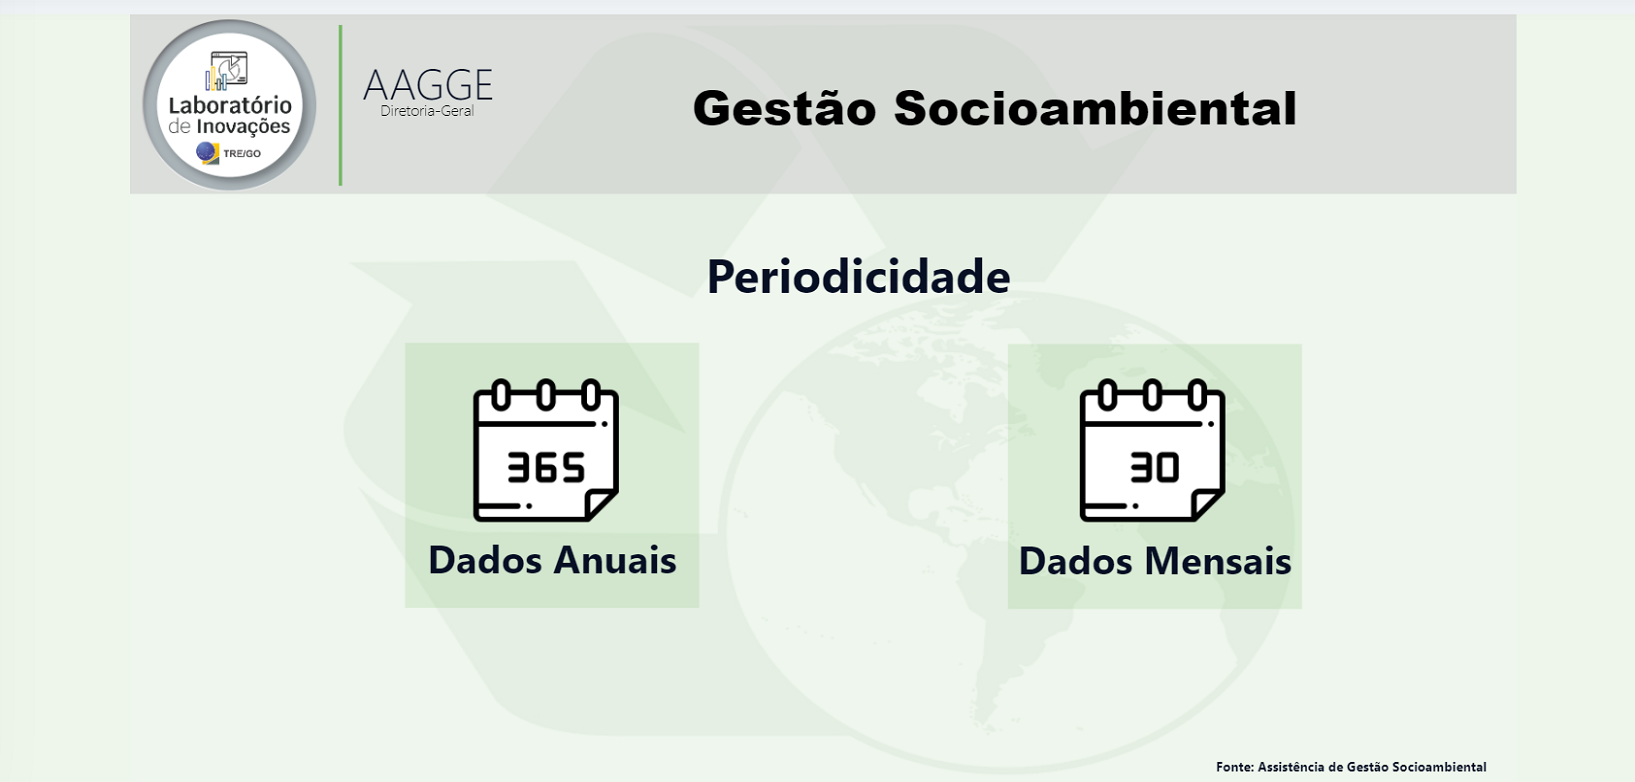 Laboratório
de Inovações
TRE/GO
AAGGE
Diretoria-Geral
Gestão Socioambiental
Periodicidade
365
Dados Anuais
30
Dados Mensais
Fonte: Assistência de Gestão Socioambiental